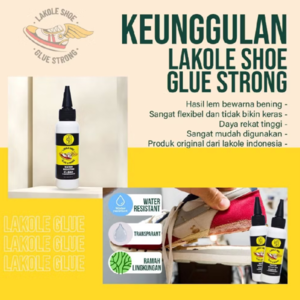 LAKOLE SHOE
GLUE STRONG
KEUNGGULAN
LAKOLE SHOE
GLUE STRONG
Hasil lem bewarna bening -
Sangat flexibel dan tidak bikin keras -
Daya rekat tinggi -
Sangat mudah digunakan -
Produk original dari lakole indonesia -
LAKOLE GLUE
LAKOLE GLUE
LAKOLE GLUE
WATER
RESISTANT
TRANSPARANT
RAMAH
LINGKUNGAN